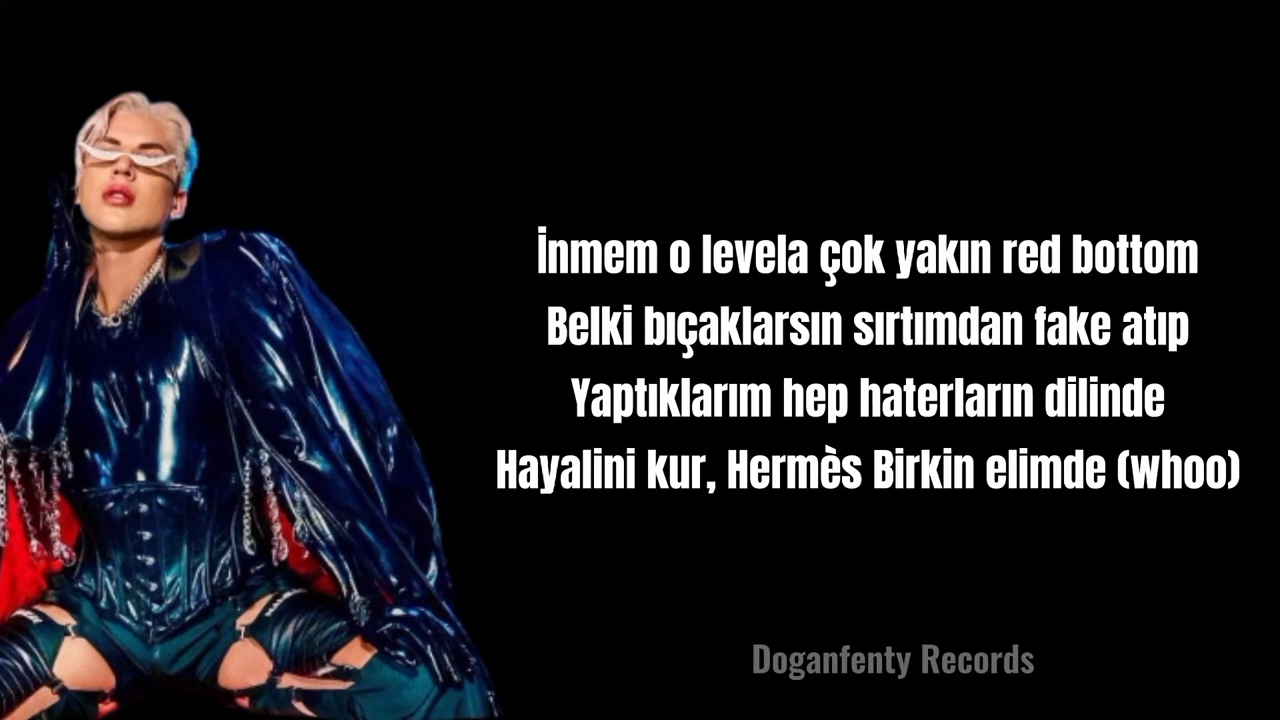 İnmem o levela çok yakın red bottom
Belki bıçaklarsın sırtımdan fake atıp
Yaptıklarım hep haterların dilinde
Hayalini kur, Hermès Birkin elimde (whoo)
Doganfenty Records